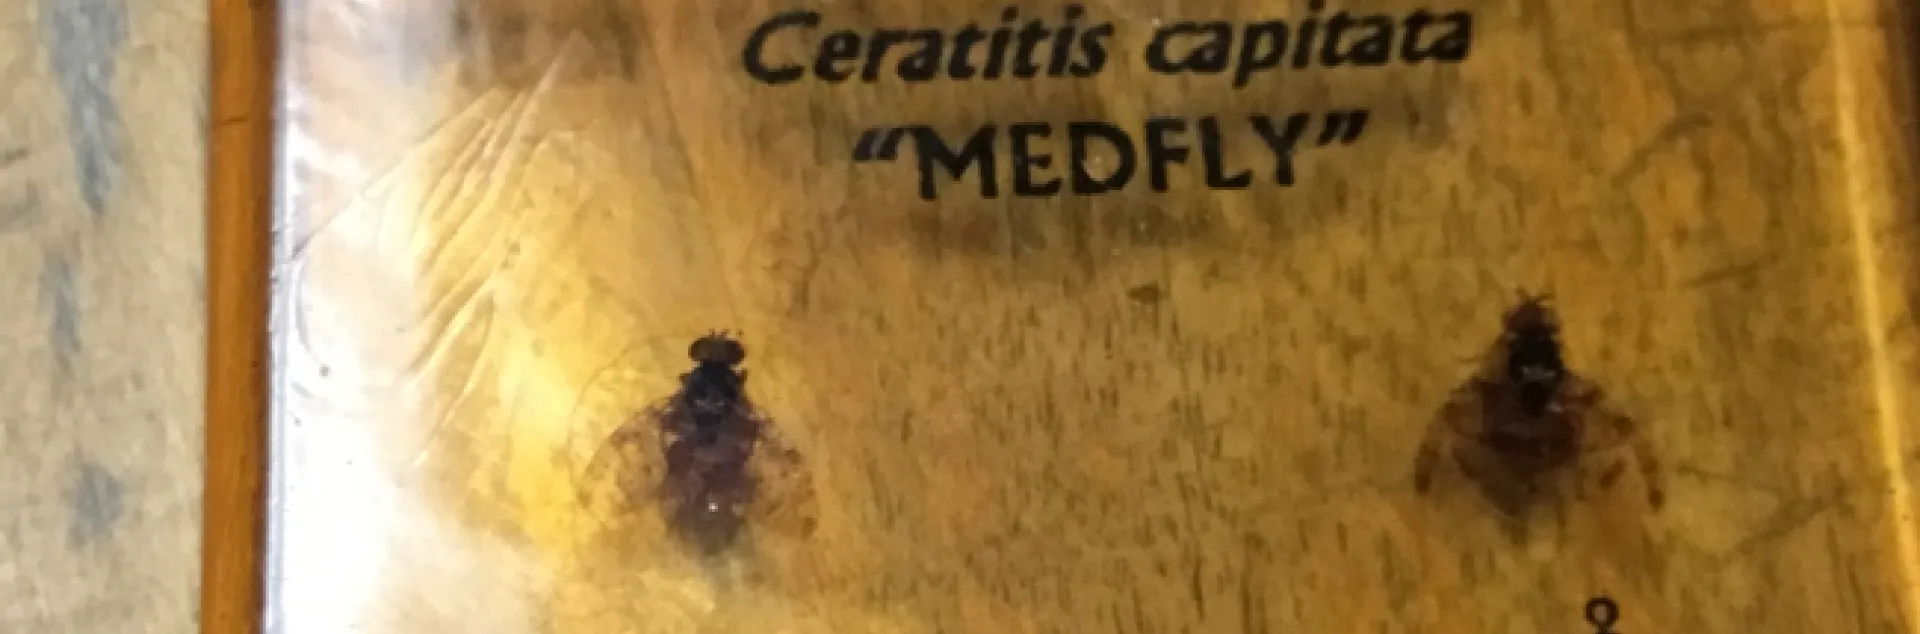 Ceratitis capitata
“MEDFLY”